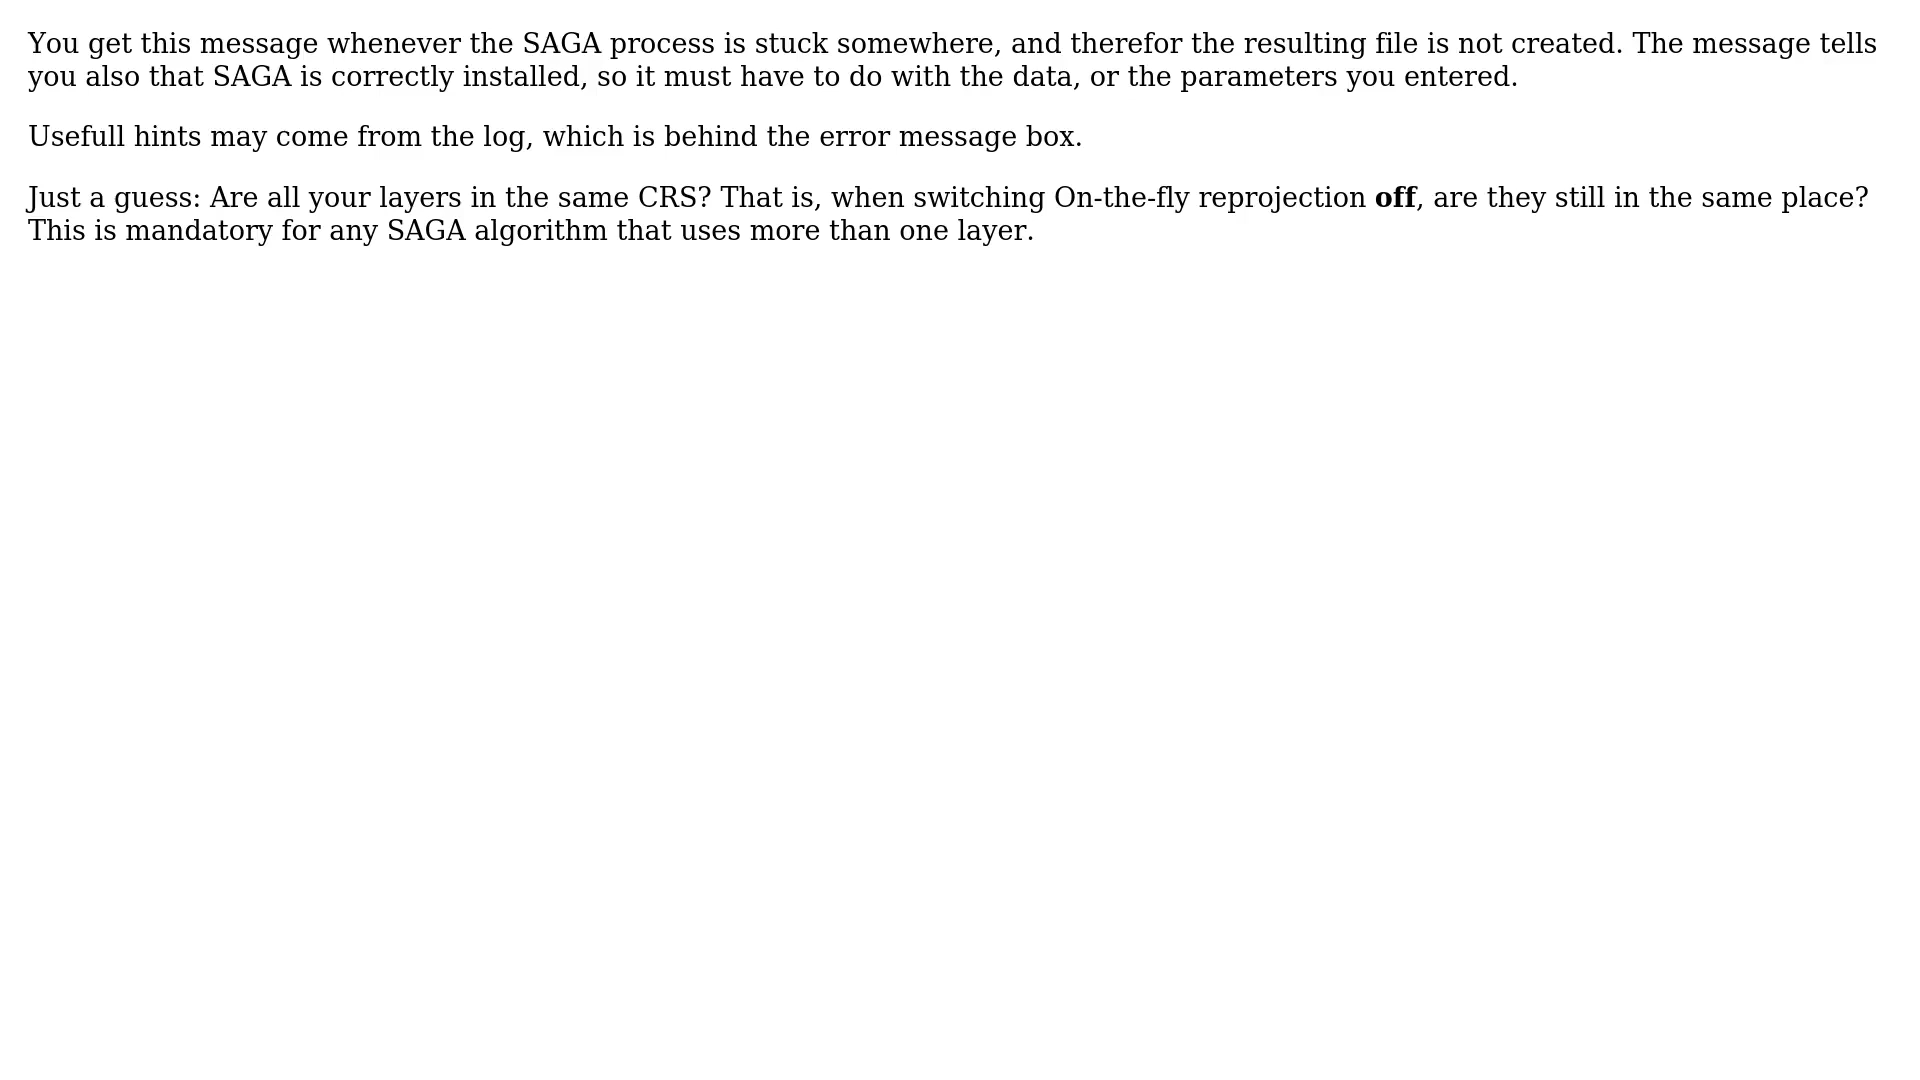 You get this message whenever the SAGA process is stuck somewhere, and therefor the resulting file is not created. The message tells
you also that SAGA is correctly installed, so it must have to do with the data, or the parameters you entered.
Usefull hints may come from the log, which is behind the error message box.
Just a guess: Are all your layers in the same CRS? That is, when switching On-the-fly reprojection off, are they still in the same place?
This is mandatory for any SAGA algorithm that uses more than one layer.